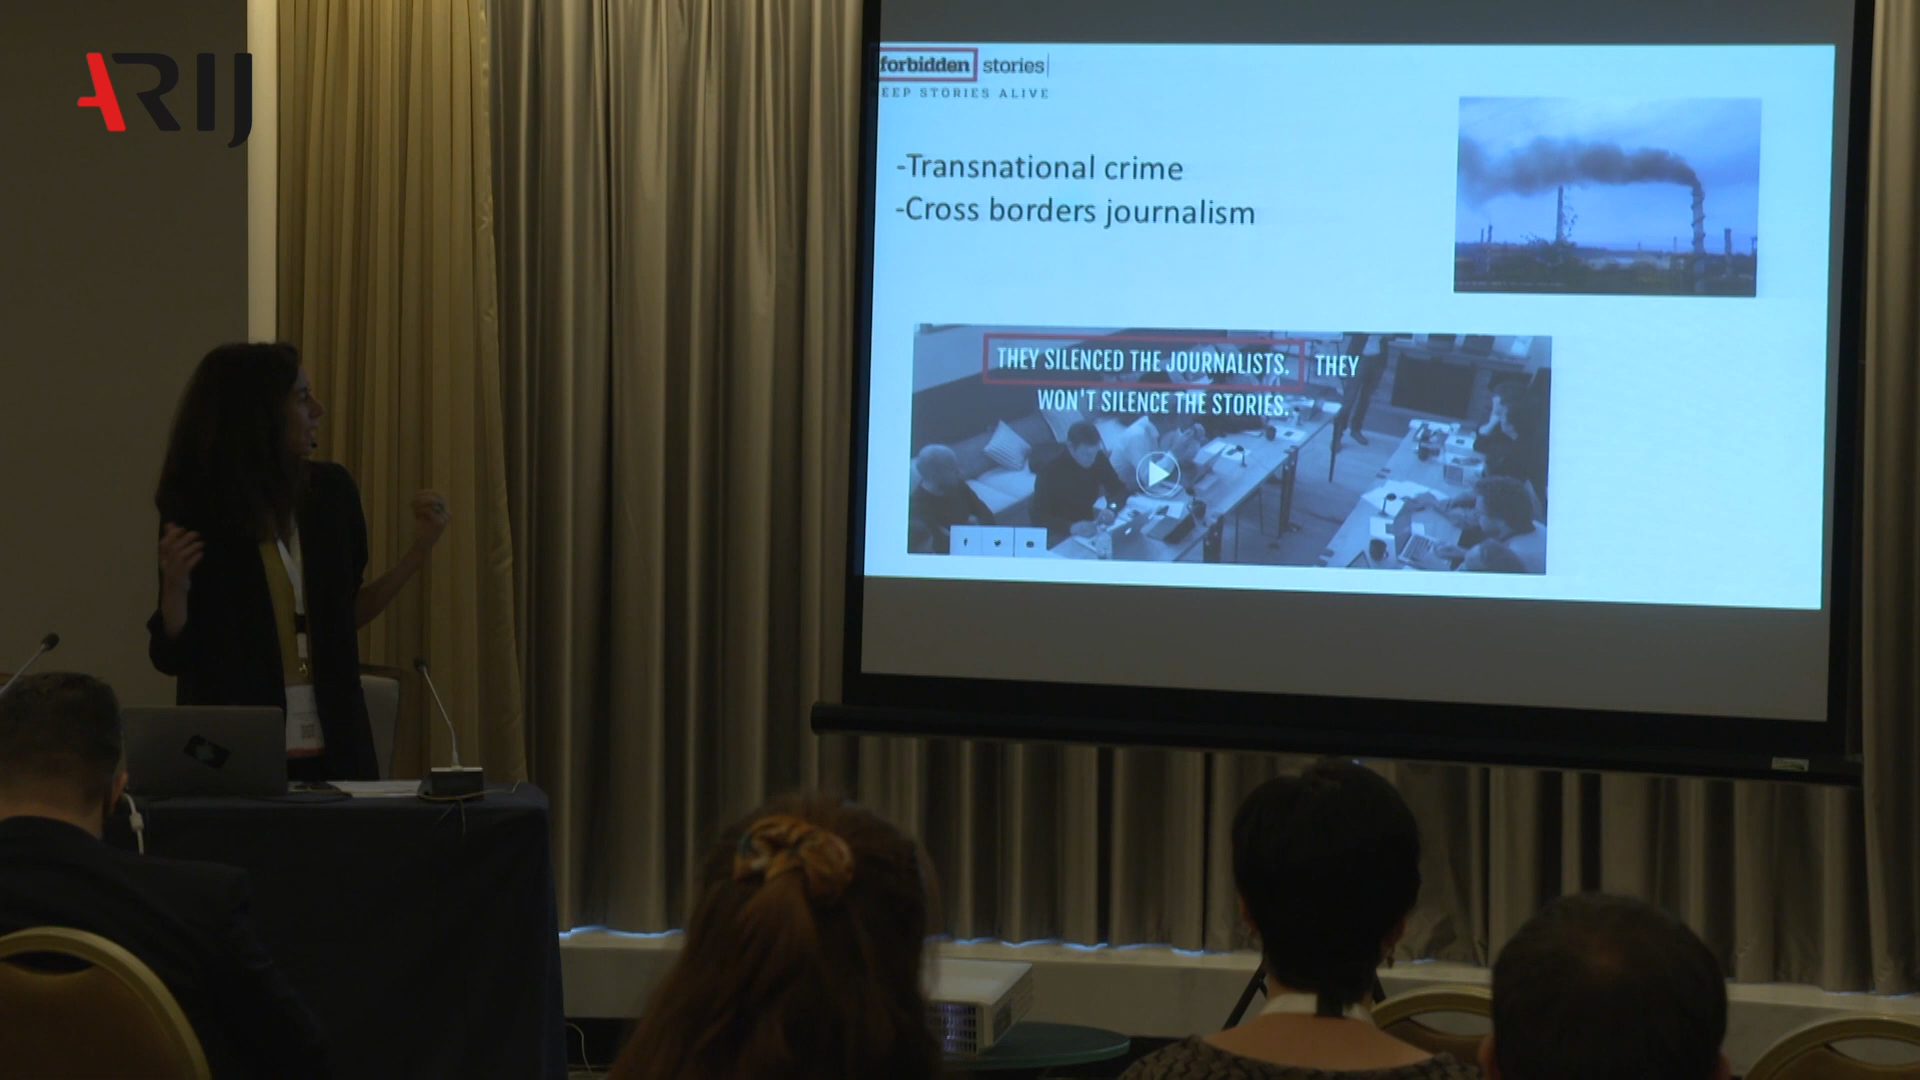 ARIJ
forbidden stories
EEP STORIES ALIVE
-Transnational crime
-Cross borders journalism
THEY SILENCED THE JOURNALISTS. THEY
WON'T SILENCE THE STORIES.